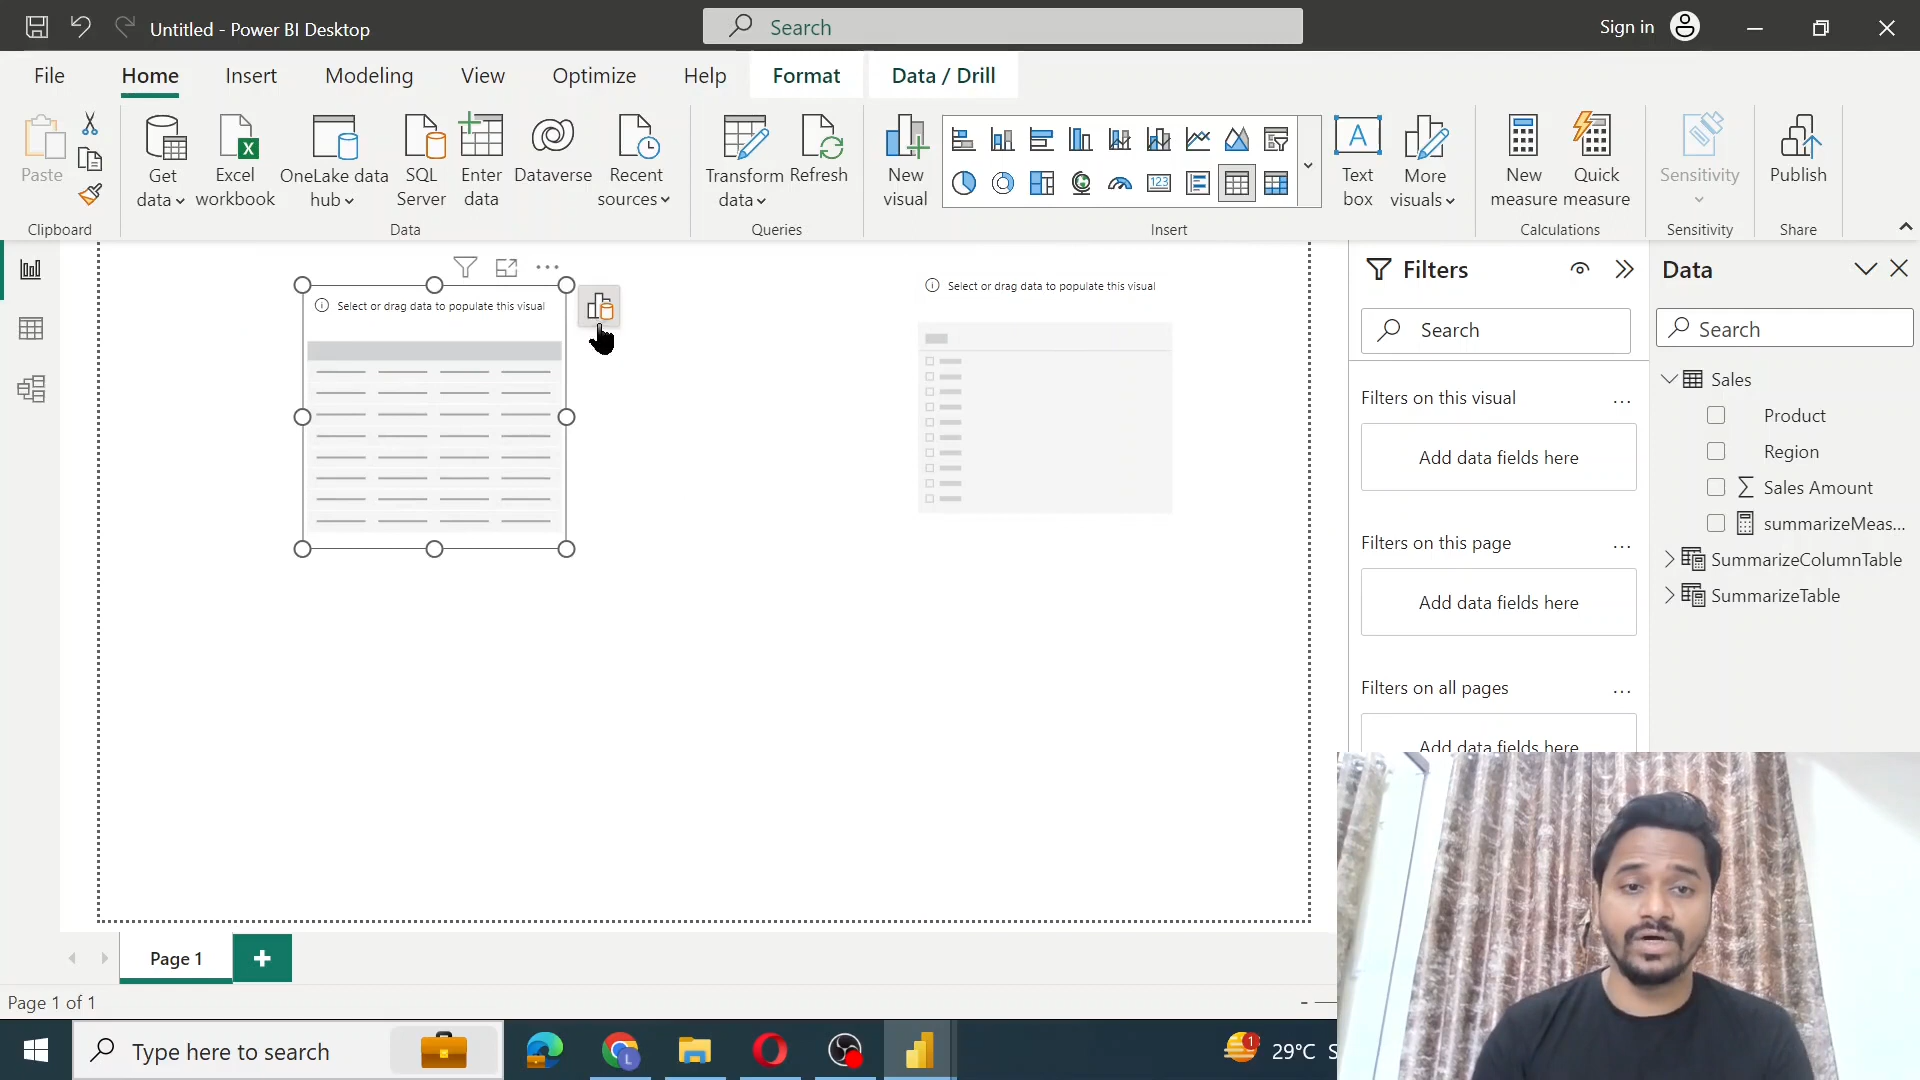 Untitled - Power BI Desktop
Search
Sign in
File
Home
Insert
Modeling
View
Optimize
Help
Format
Data / Drill
Paste
Get
data
Excel
workbook
OneLake data
hub
SQL
Server
Enter
data
Dataverse
Recent
sources
Transform
data
Refresh
New
visual
123
A
Text
box
More
visuals
New
measure
Quick
measure
Sensitivity
Publish
Clipboard
Data
Queries
Insert
Calculations
Sensitivity
Share
Select or drag data to populate this visual
Select or drag data to populate this visual
Filters
Search
Filters on this visual
...
Add data fields here
Filters on this page
...
Add data fields here
Filters on all pages
...
Add data fields here
Data
Search
Sales
Product
Region
Sales Amount
summarizeMeas...
SummarizeColumnTable
SummarizeTable
Page 1
Page 1 of 1
Type here to search
L
1
29°C S